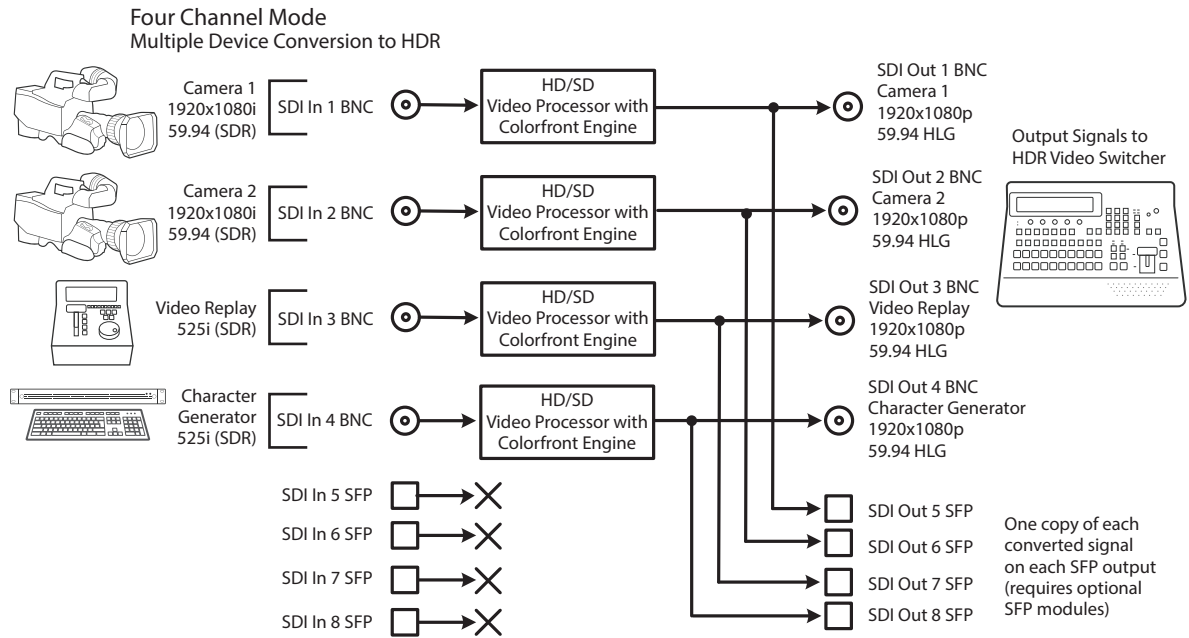 Four Channel Mode
Multiple Device Conversion to HDR
Camera 1
1920x1080i
59.94 (SDR)
SDI In 1 BNC
HD/SD
Video Processor with
Colorfront Engine
SDI Out 1 BNC
Camera 1
1920x1080p
59.94 HLG
Output Signals to
HDR Video Switcher
Camera 2
1920x1080i
59.94 (SDR)
SDI In 2 BNC
HD/SD
Video Processor with
Colorfront Engine
SDI Out 2 BNC
Camera 2
1920x1080p
59.94 HLG
Video Replay
525i (SDR)
SDI In 3 BNC
HD/SD
Video Processor with
Colorfront Engine
SDI Out 3 BNC
Video Replay
1920x1080p
59.94 HLG
Character
Generator
525i (SDR)
SDI In 4 BNC
HD/SD
Video Processor with
Colorfront Engine
SDI Out 4 BNC
Character Generator
1920x1080p
59.94 HLG
SDI In 5 SFP
SDI In 6 SFP
SDI In 7 SFP
SDI In 8 SFP
SDI Out 5 SFP
SDI Out 6 SFP
SDI Out 7 SFP
SDI Out 8 SFP
One copy of each
converted signal
on each SFP output
(requires optional
SFP modules)